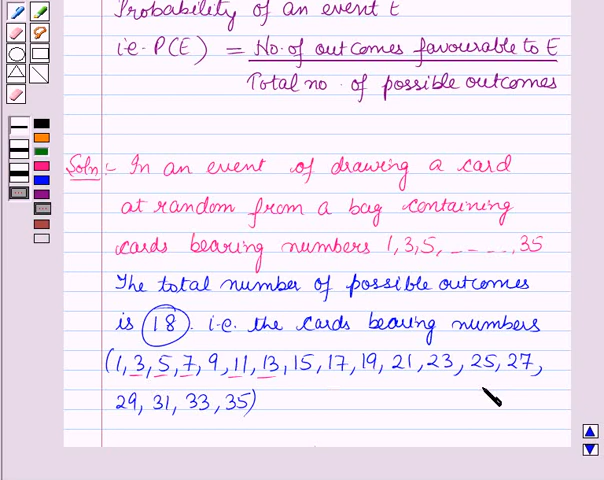 Probability of an event E
i.e. P(E) = No. of outcomes favourable to E
Total no. of possible outcomes
Soln:- In an event of drawing a card
at random from a bag containing
cards bearing numbers 1,3,5, -----,35
The total number of possible outcomes
is 18. i.e. the cards bearing numbers
(1, 3, 5, 7, 9, 11, 13, 15, 17, 19, 21, 23, 25, 27,
29, 31, 33, 35)